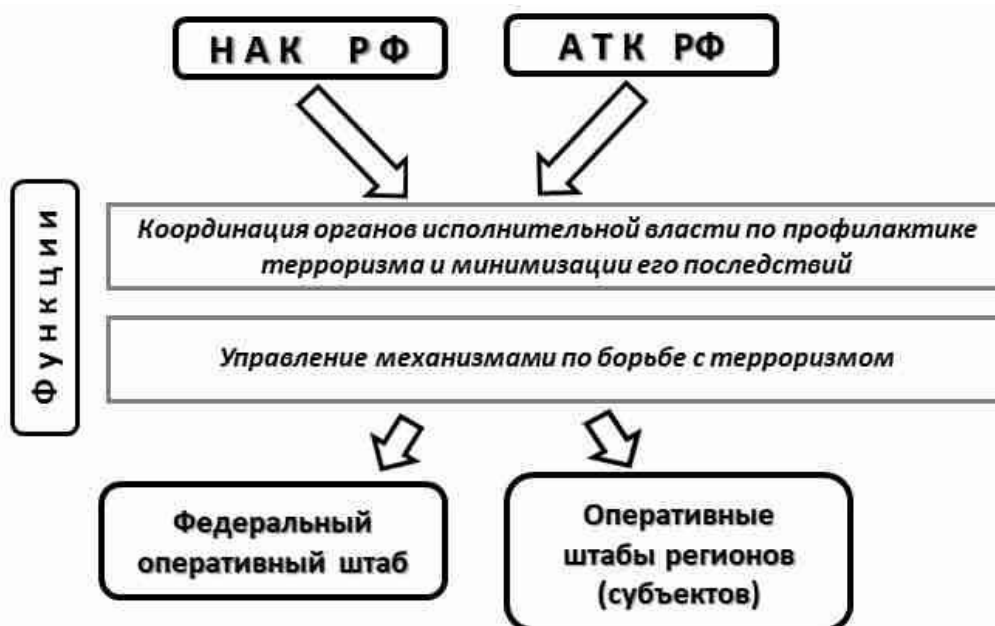 НАК РФ
АТК РФ
Функции
Координация органов исполнительной власти по профилактике
терроризма и минимизации его последствий
Управление механизмами по борьбе с терроризмом
Федеральный
оперативный штаб
Оперативные
штабы регионов
(субъектов)